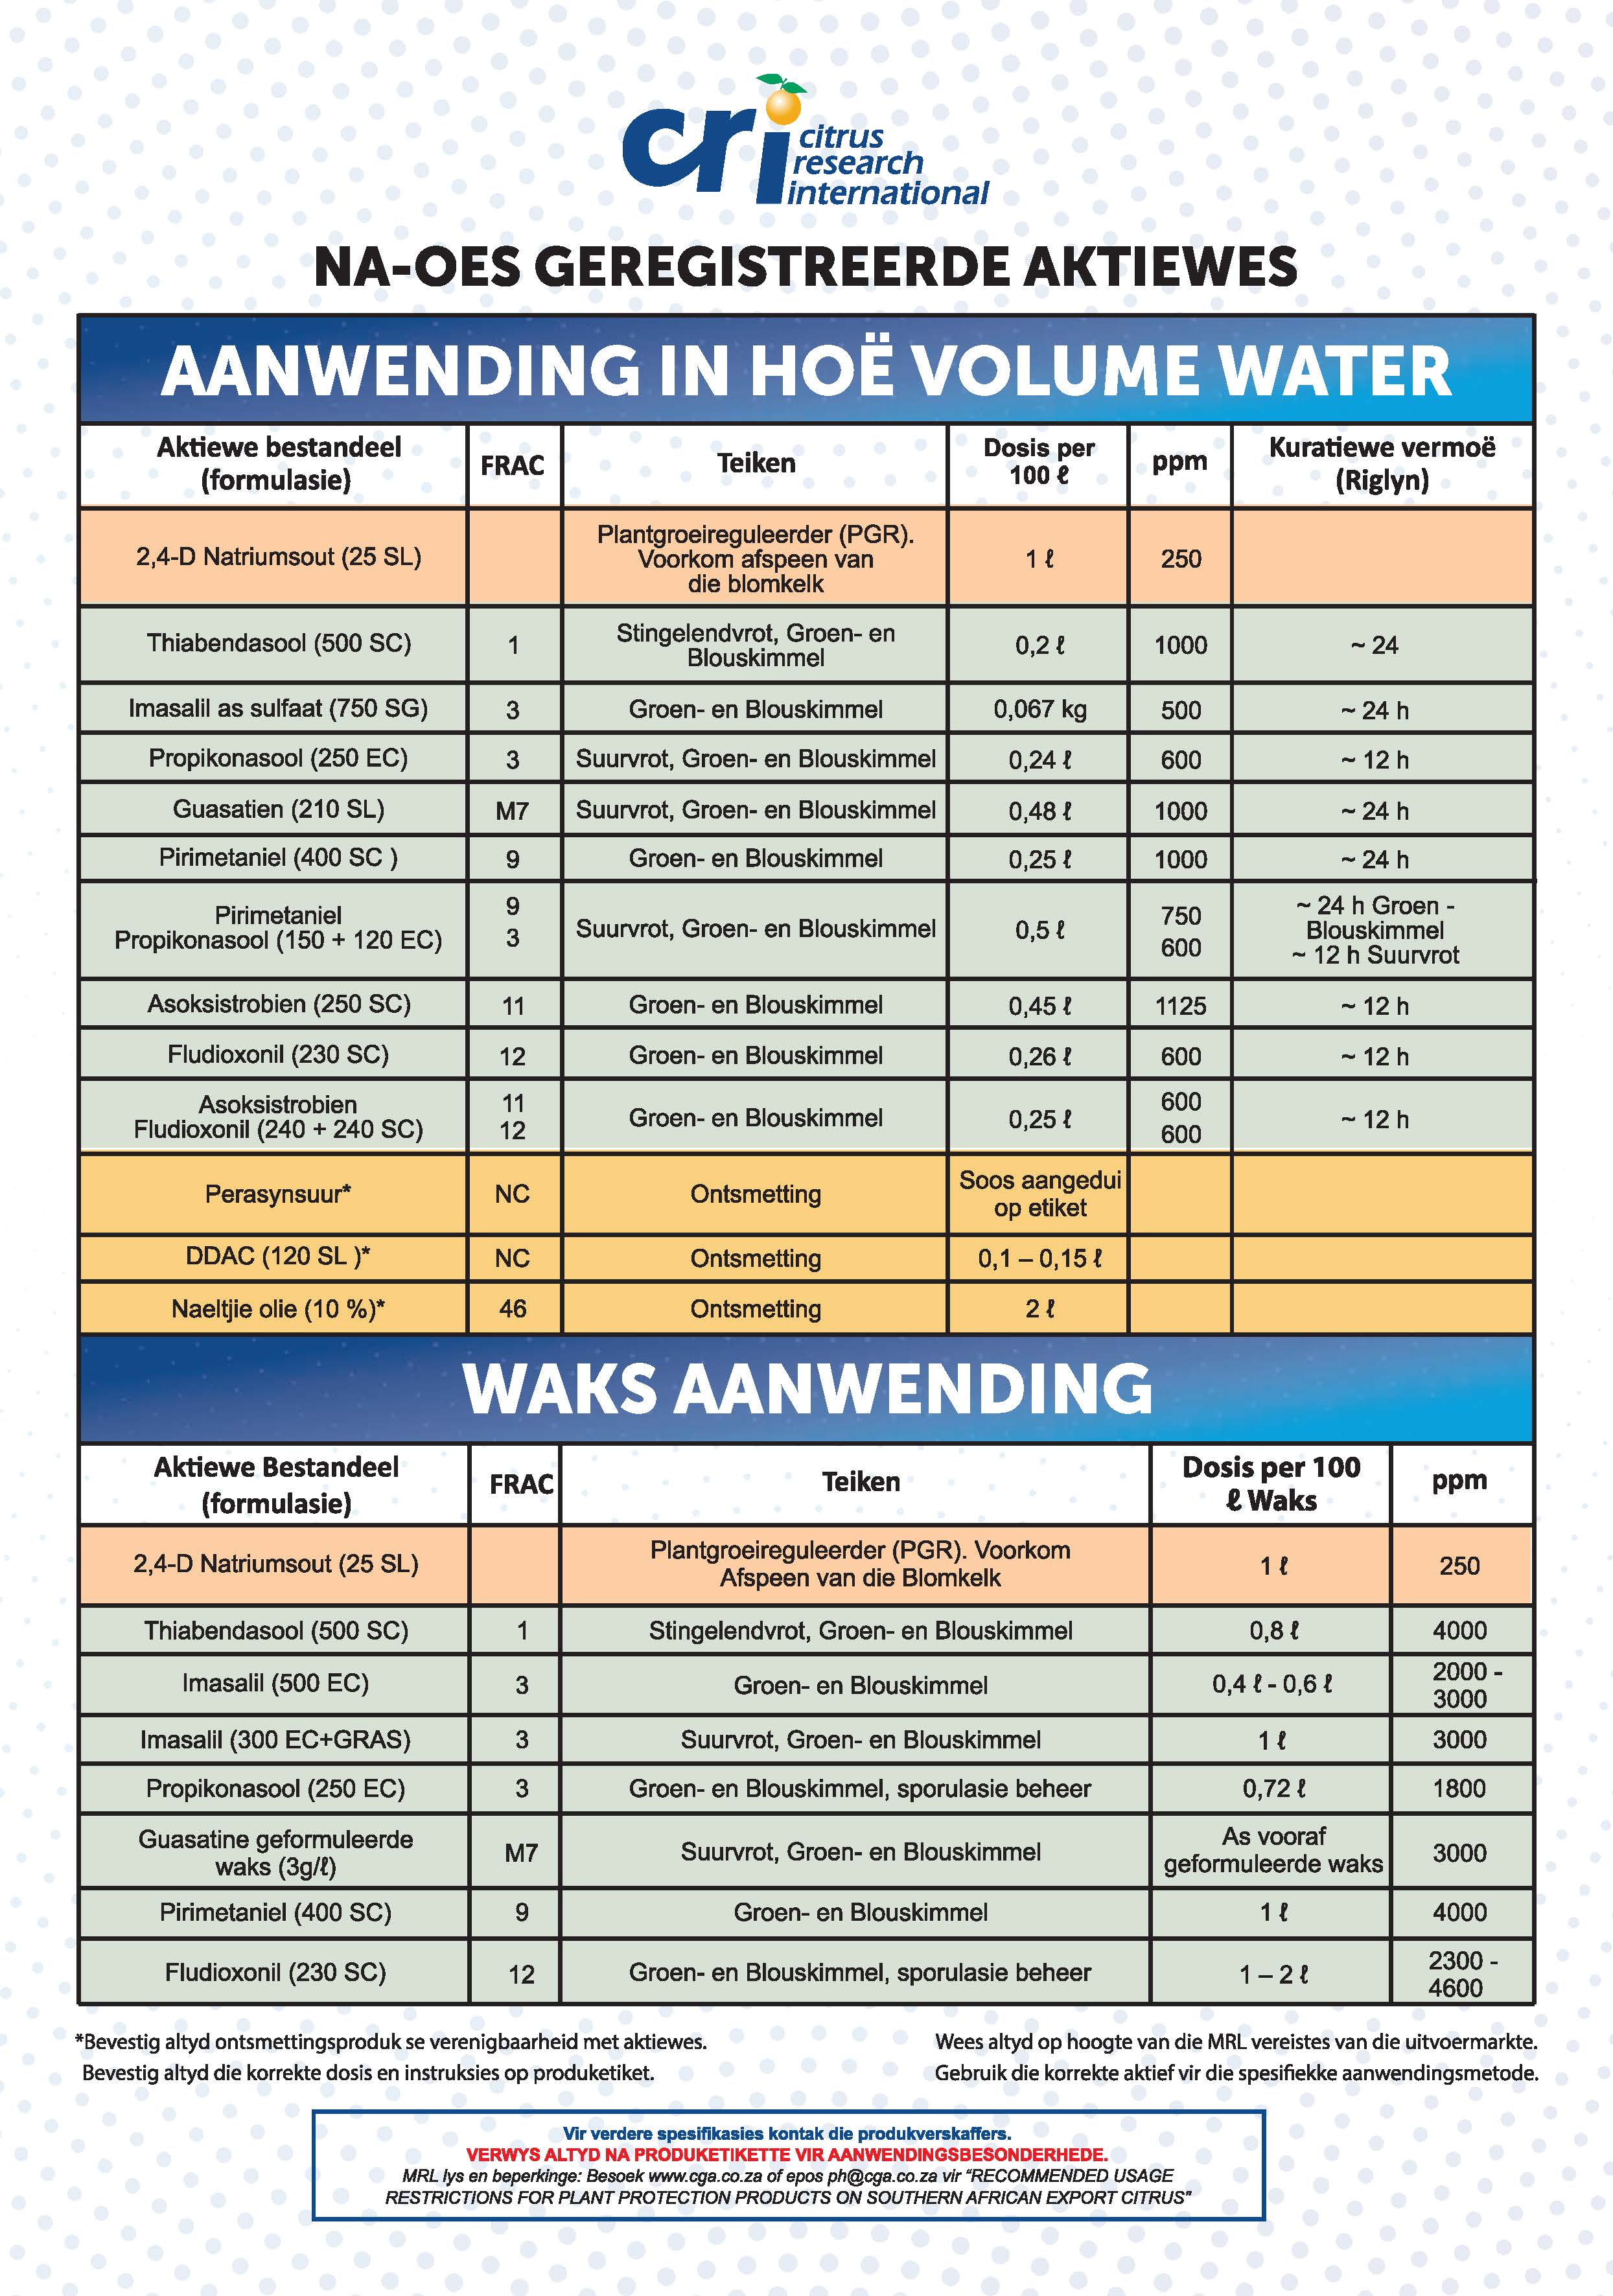 cri citrus
research
international
NA-OES GEREGISTREERDE AKTIEWES
AANWENDING IN HOË VOLUME WATER
Aktiewe bestandeel
(formulasie)
FRAC
Teiken
Dosis per
100 ℓ
ppm
Kuratiewe vermoë
(Riglyn)
2,4-D Natriumsout (25 SL)
Plantgroeireguleerder (PGR).
Voorkom afspeen van
die blomkelk
1 ℓ
250
Thiabendasool (500 SC)
1
Stingelendvrot, Groen- en
Blouskimmel
0,2 ℓ
1000
~ 24
Imasalil as sulfaat (750 SG)
3
Groen- en Blouskimmel
0,067 kg
500
~ 24 h
Propikonasool (250 EC)
3
Suurvrot, Groen- en Blouskimmel
0,24 ℓ
600
~ 12 h
Guasatien (210 SL)
M7
Suurvrot, Groen- en Blouskimmel
0,48 ℓ
1000
~ 24 h
Pirimetaniel (400 SC )
9
Groen- en Blouskimmel
0,25 ℓ
1000
~ 24 h
Pirimetaniel
Propikonasool (150 + 120 EC)
9
3
Suurvrot, Groen- en Blouskimmel
0,5 ℓ
750
600
~ 24 h Groen -
Blouskimmel
~ 12 h Suurvrot
Asoksistrobien (250 SC)
11
Groen- en Blouskimmel
0,45 ℓ
1125
~ 12 h
Fludioxonil (230 SC)
12
Groen- en Blouskimmel
0,26 ℓ
600
~ 12 h
Asoksistrobien
Fludioxonil (240 + 240 SC)
11
12
Groen- en Blouskimmel
0,25 ℓ
600
600
~ 12 h
Perasynsuur*
NC
Ontsmetting
Soos aangedui
op etiket
DDAC (120 SL )*
NC
Ontsmetting
0,1 – 0,15 ℓ
Naeltjie olie (10 %)*
46
Ontsmetting
2 ℓ
WAKS AANWENDING
Aktiewe Bestandeel
(formulasie)
FRAC
Teiken
Dosis per 100
ℓ Waks
ppm
2,4-D Natriumsout (25 SL)
Plantgroeireguleerder (PGR). Voorkom
Afspeen van die Blomkelk
1 ℓ
250
Thiabendasool (500 SC)
1
Stingelendvrot, Groen- en Blouskimmel
0,8 ℓ
4000
Imasalil (500 EC)
3
Groen- en Blouskimmel
0,4 ℓ - 0,6 ℓ
2000 -
3000
Imasalil (300 EC+GRAS)
3
Suurvrot, Groen- en Blouskimmel
1 ℓ
3000
Propikonasool (250 EC)
3
Groen- en Blouskimmel, sporulasie beheer
0,72 ℓ
1800
Guasatine geformuleerde
waks (3g/ℓ)
M7
Suurvrot, Groen- en Blouskimmel
As vooraf
geformuleerde waks
3000
Pirimetaniel (400 SC)
9
Groen- en Blouskimmel
1 ℓ
4000
Fludioxonil (230 SC)
12
Groen- en Blouskimmel, sporulasie beheer
1 – 2 ℓ
2300 -
4600
*Bevestig altyd ontsmettingsproduk se verenigbaarheid met aktiewes.
Bevestig altyd die korrekte dosis en instruksies op produketiket.
Wees altyd op hoogte van die MRL vereistes van die uitvoermarkte.
Gebruik die korrekte aktief vir die spesifiekke aanwendingsmetode.
Vir verdere spesifikasies kontak die produkverskaffers.
VERWYS ALTYD NA PRODUKETIKETTE VIR AANWENDINGSBESONDERHEDE.
MRL lys en beperkinge: Besoek www.cga.co.za of epos ph@cga.co.za vir "RECOMMENDED USAGE
RESTRICTIONS FOR PLANT PROTECTION PRODUCTS ON SOUTHERN AFRICAN EXPORT CITRUS"